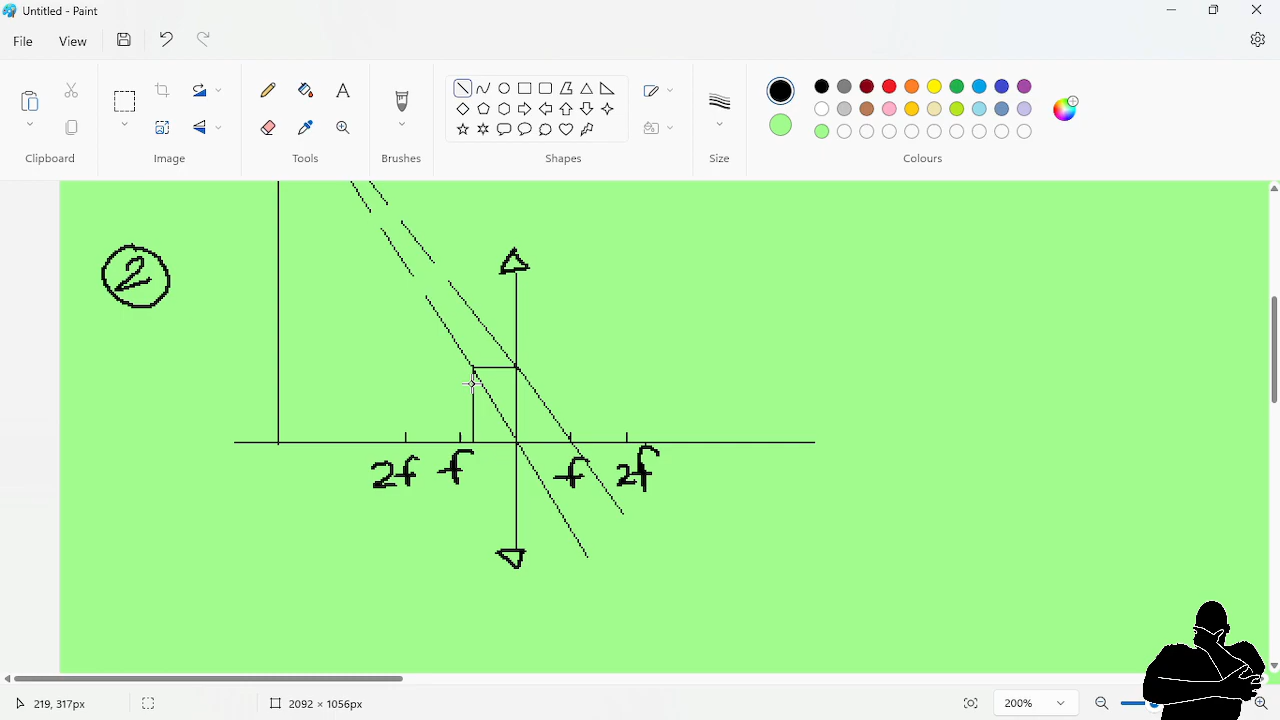 Untitled - Paint
File View
Clipboard Image Tools Brushes Shapes Size Colours
2
2f f f 2f
219, 317px 2092 × 1056px 200%